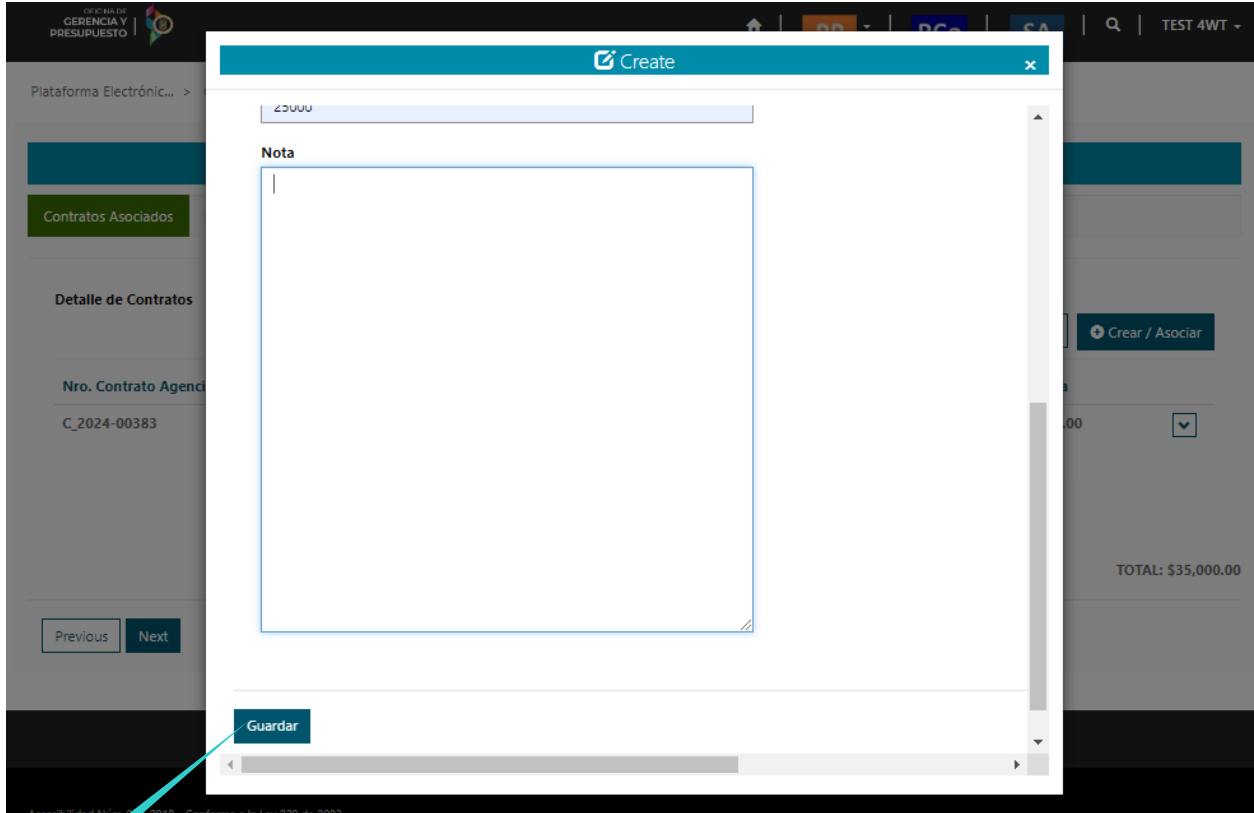 OFICINA DE
GERENCIA Y
PRESUPUESTO
TEST 4WT
Create
Plataforma Electrónic... >
25000
Nota
Contratos Asociados
Detalle de Contratos
Crear / Asociar
Nro. Contrato Agenci
C_2024-00383
.00
TOTAL: $35,000.00
Previous
Next
Guardar